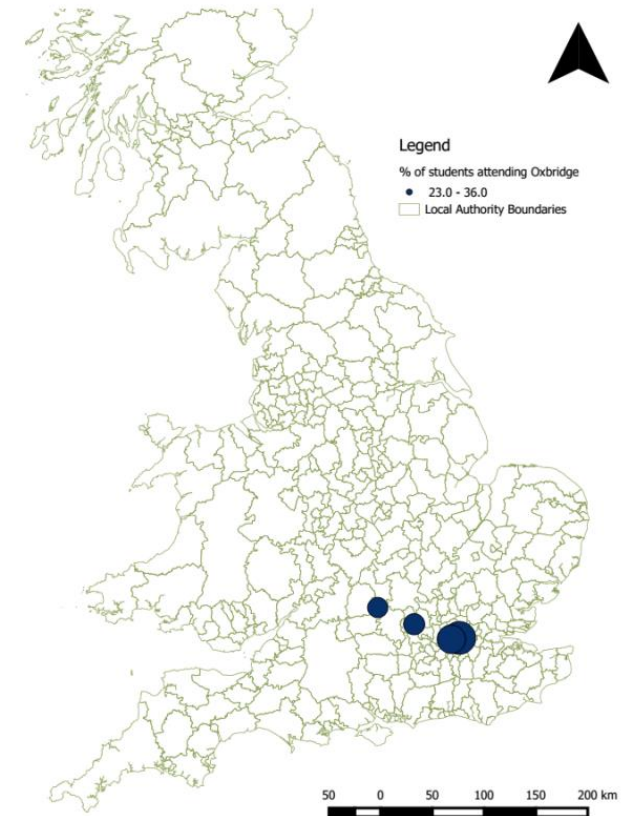 Legend
% of students attending Oxbridge
23.0 - 36.0
Local Authority Boundaries
50 0 50 100 150 200 km